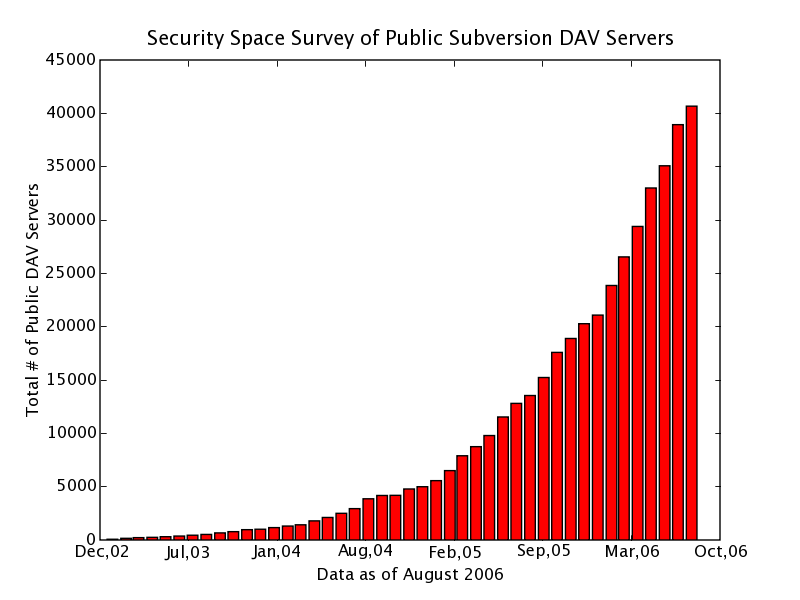 Security Space Survey of Public Subversion DAV Servers
45000
40000
35000
30000
25000
20000
15000
10000
5000
0
Total # of Public DAV Servers
Dec,02 Jul,03 Jan,04 Aug,04 Feb,05 Sep,05 Mar,06 Oct,06
Data as of August 2006